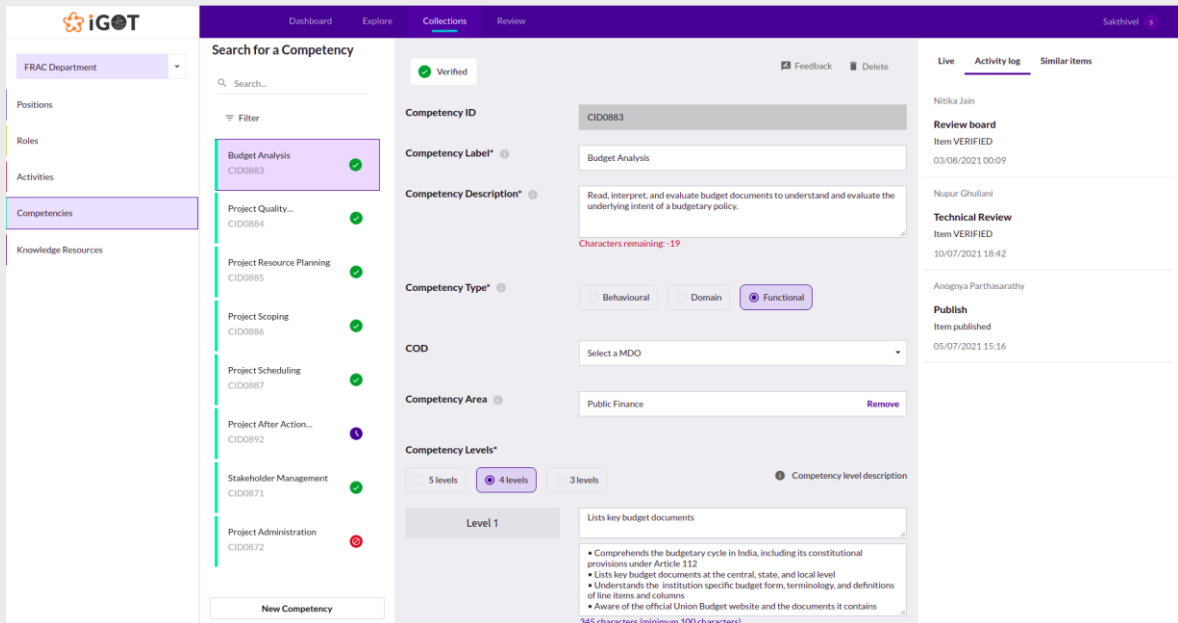 iGOT
Dashboard
Explore
Collections
Review
Sakthivel
S
FRAC Department
Positions
Roles
Activities
Competencies
Knowledge Resources
Search for a Competency
Search...
Filter
Budget Analysis
CID0883
Project Quality...
CID0884
Project Resource Planning
CID0885
Project Scoping
CID0886
Project Scheduling
CID0887
Project After Action...
CID0892
Stakeholder Management
CID0871
Project Administration
CID0872
New Competency
Verified
Feedback
Delete
Competency ID
CID0883
Competency Label*
Budget Analysis
Competency Description*
Read, interpret, and evaluate budget documents to understand and evaluate the
underlying intent of a budgetary policy.
Characters remaining: -19
Competency Type*
Behavioural
Domain
Functional
COD
Select a MDO
Competency Area
Public Finance
Remove
Competency Levels*
5 levels
4 levels
3 levels
Competency level description
Level 1
Lists key budget documents
• Comprehends the budgetary cycle in India, including its constitutional
provisions under Article 112
• Lists key budget documents at the central, state, and local level
• Understands the institution specific budget form, terminology, and definitions
of line items and columns
• Aware of the official Union Budget website and the documents it contains
345 characters (minimum 100 characters)
Live
Activity log
Similar items
Nitika Jain
Review board
Item VERIFIED
03/08/2021 00:09
Nupur Ghuliani
Technical Review
Item VERIFIED
10/07/2021 18:42
Anognya Parthasarathy
Publish
Item published
05/07/2021 15:16